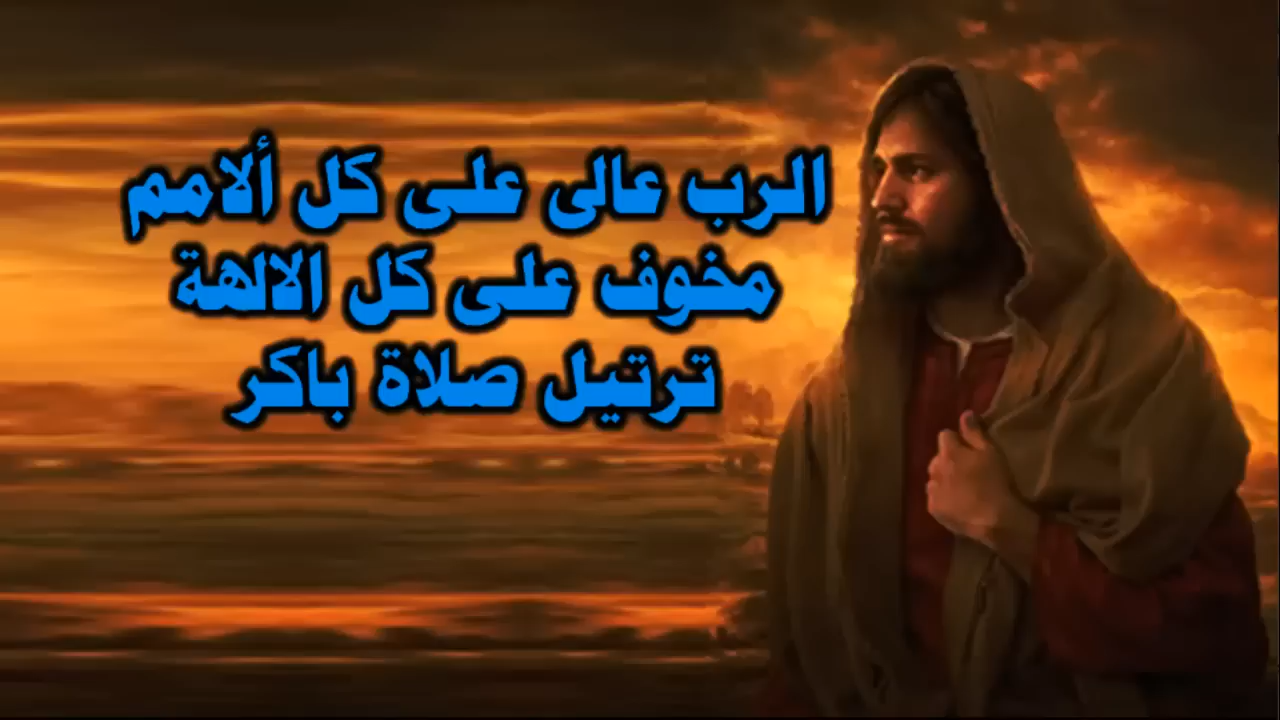 الرب عالى على كل ألامم
مخوف على كل الالهة
ترتيل صلاة باكر